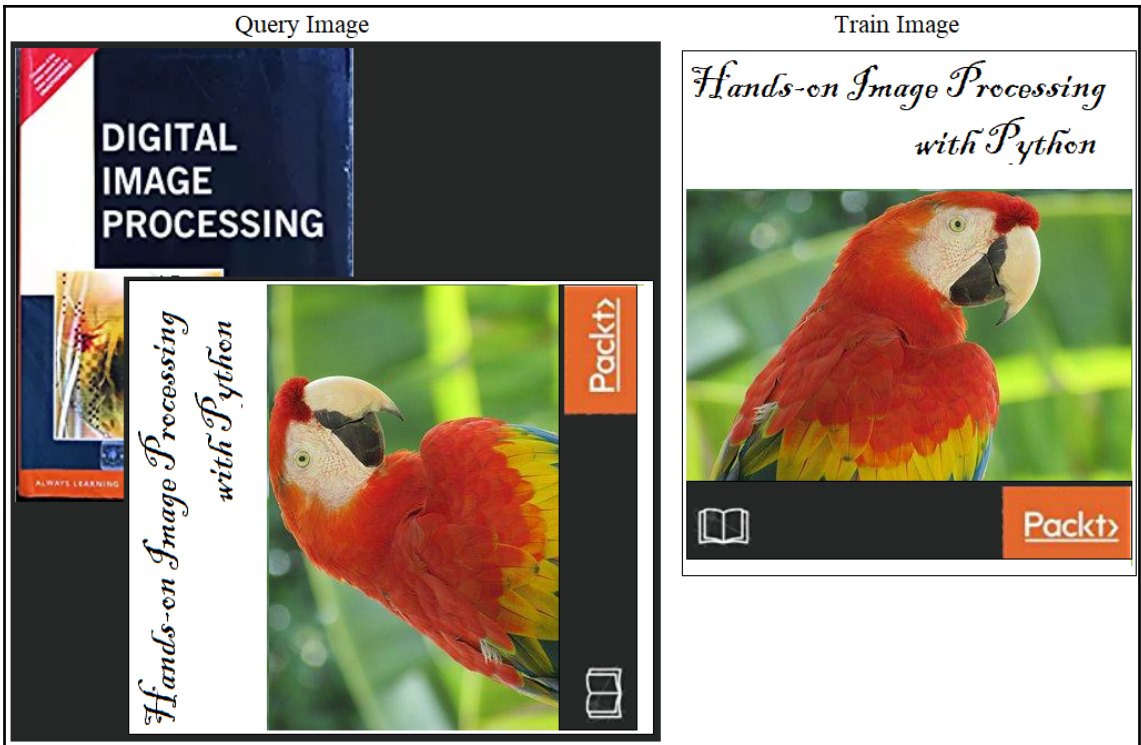 Query Image
Train Image
DIGITAL
IMAGE
PROCESSING
ALWAYS LEARNING
Hands-on Image Processing
with Python
Packt>
Hands-on Image Processing
with Python
Packt>